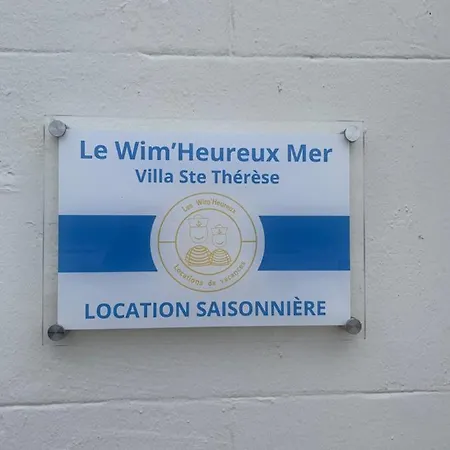 Le Wim'Heureux Mer
Villa Ste Thérèse
Les Wim'Heureux
Locations de vacances
LOCATION SAISONNIÈRE